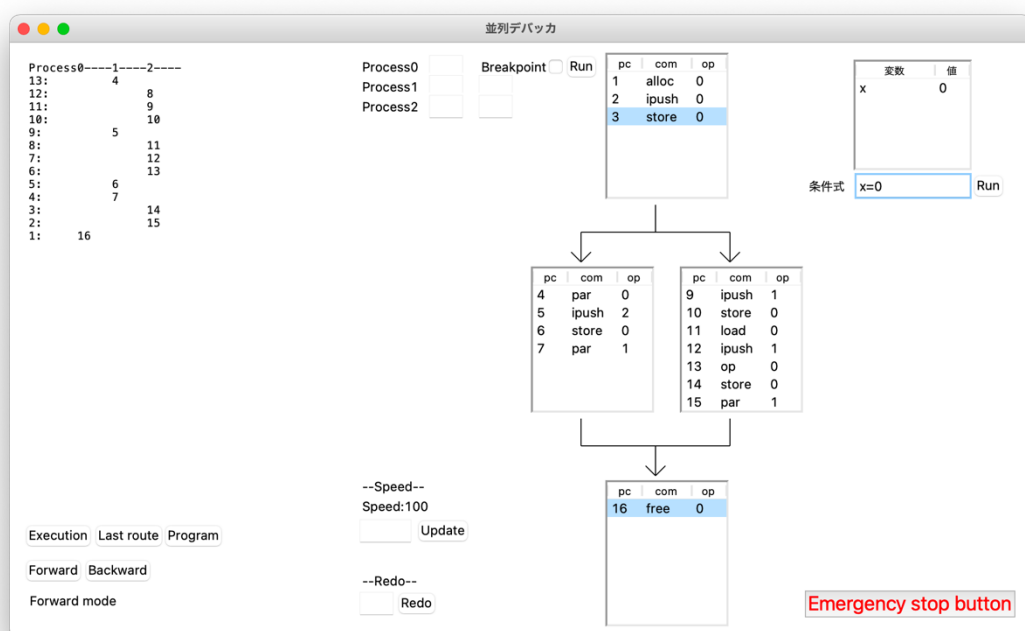 並列デバッカ
Process0----1----2----
13: 4
12: 8
11: 9
10: 10
9: 5
8: 11
7: 12
6: 13
5: 6
4: 7
3: 14
2: 15
1: 16
Process0
Process1
Process2
Breakpoint Run
pc com op
1 alloc 0
2 ipush 0
3 store 0
変数 値
x 0
条件式 x=0 Run
pc com op
4 par 0
5 ipush 2
6 store 0
7 par 1
pc com op
9 ipush 1
10 store 0
11 load 0
12 ipush 1
13 op 0
14 store 0
15 par 1
pc com op
16 free 0
--Speed--
Speed:100
Update
--Redo--
Redo
Execution Last route Program
Forward Backward
Forward mode
Emergency stop button